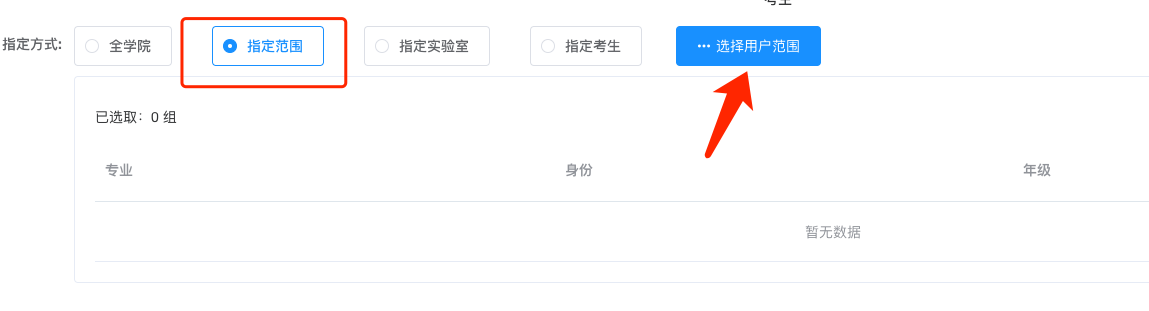 考生
指定方式: 全学院 指定范围 指定实验室 指定考生 ··· 选择用户范围
已选取: 0 组
专业 身份 年级
暂无数据